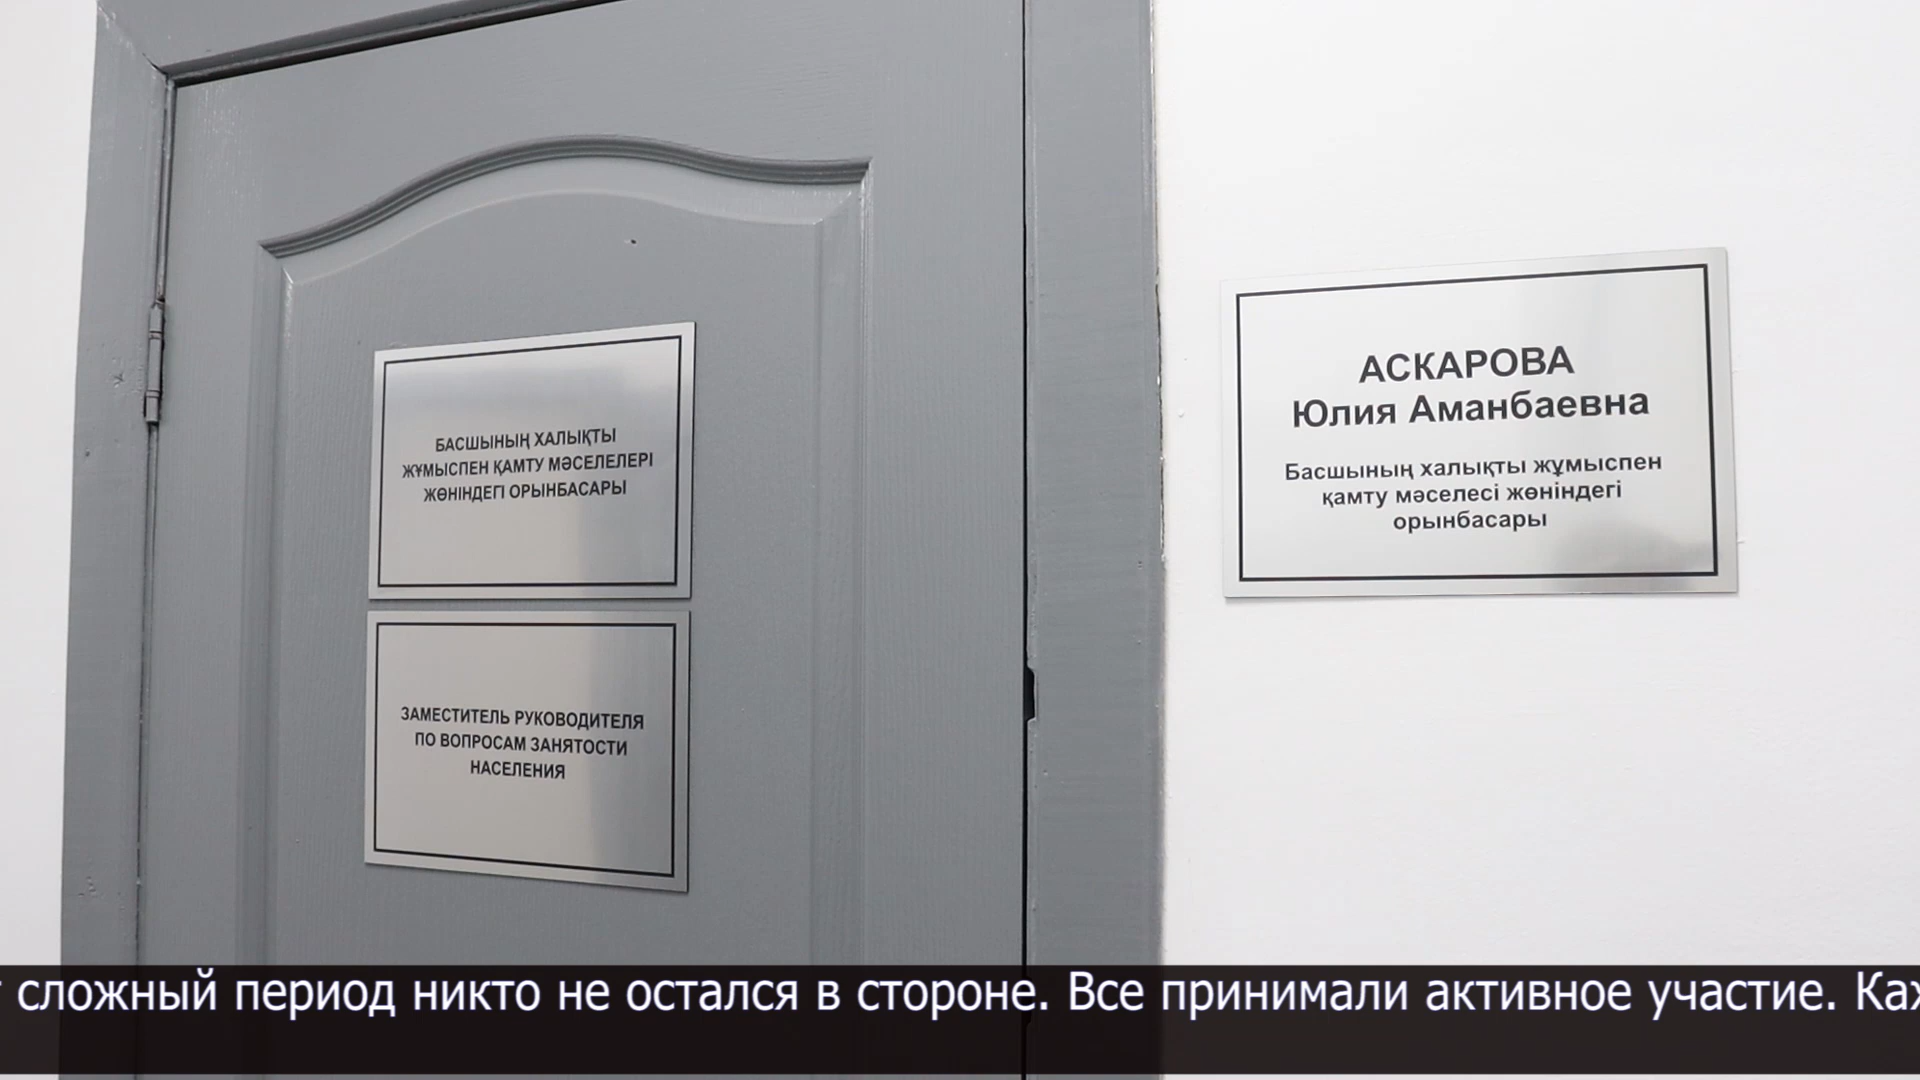 БАСШЫНЫҢ ХАЛЫҚТЫ
ЖҰМЫСПЕН ҚАМТУ МӘСЕЛЕЛЕРІ
ЖӨНІНДЕГІ ОРЫНБАСАРЫ
ЗАМЕСТИТЕЛЬ РУКОВОДИТЕЛЯ
ПО ВОПРОСАМ ЗАНЯТОСТИ
НАСЕЛЕНИЯ
АСКАРОВА
Юлия Аманбаевна
Басшының халықты жұмыспен
қамту мәселесі жөніндегі
орынбасары
сложный период никто не остался в стороне. Все принимали активное участие.